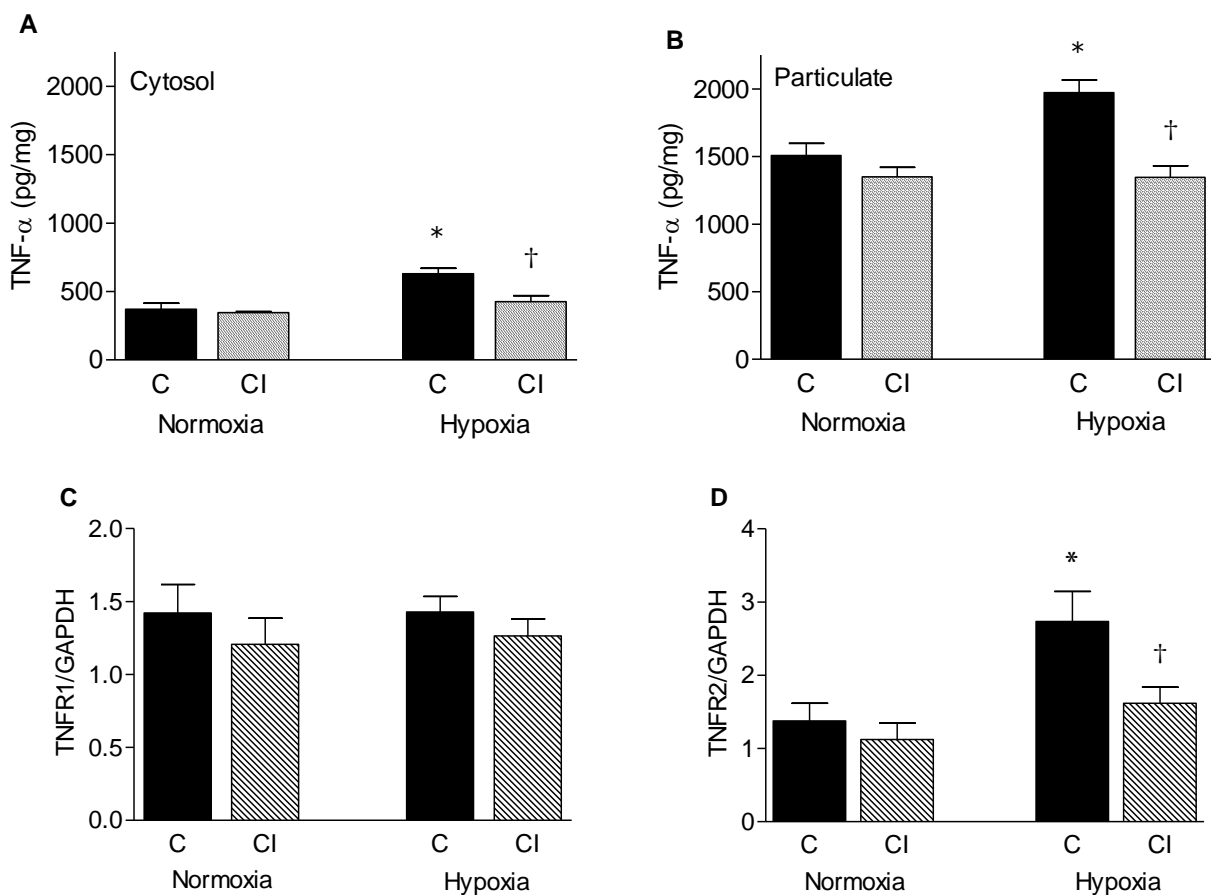 A
Cytosol
TNF-α (pg/mg)
2000
1500
1000
500
0
*
†
C CI C CI
Normoxia Hypoxia
B
Particulate
TNF-α (pg/mg)
2000
1500
1000
500
0
*
†
C CI C CI
Normoxia Hypoxia
C
TNFR1/GAPDH
2.0
1.5
1.0
0.5
0.0
C CI C CI
Normoxia Hypoxia
D
TNFR2/GAPDH
4
3
2
1
0
*
†
C CI C CI
Normoxia Hypoxia